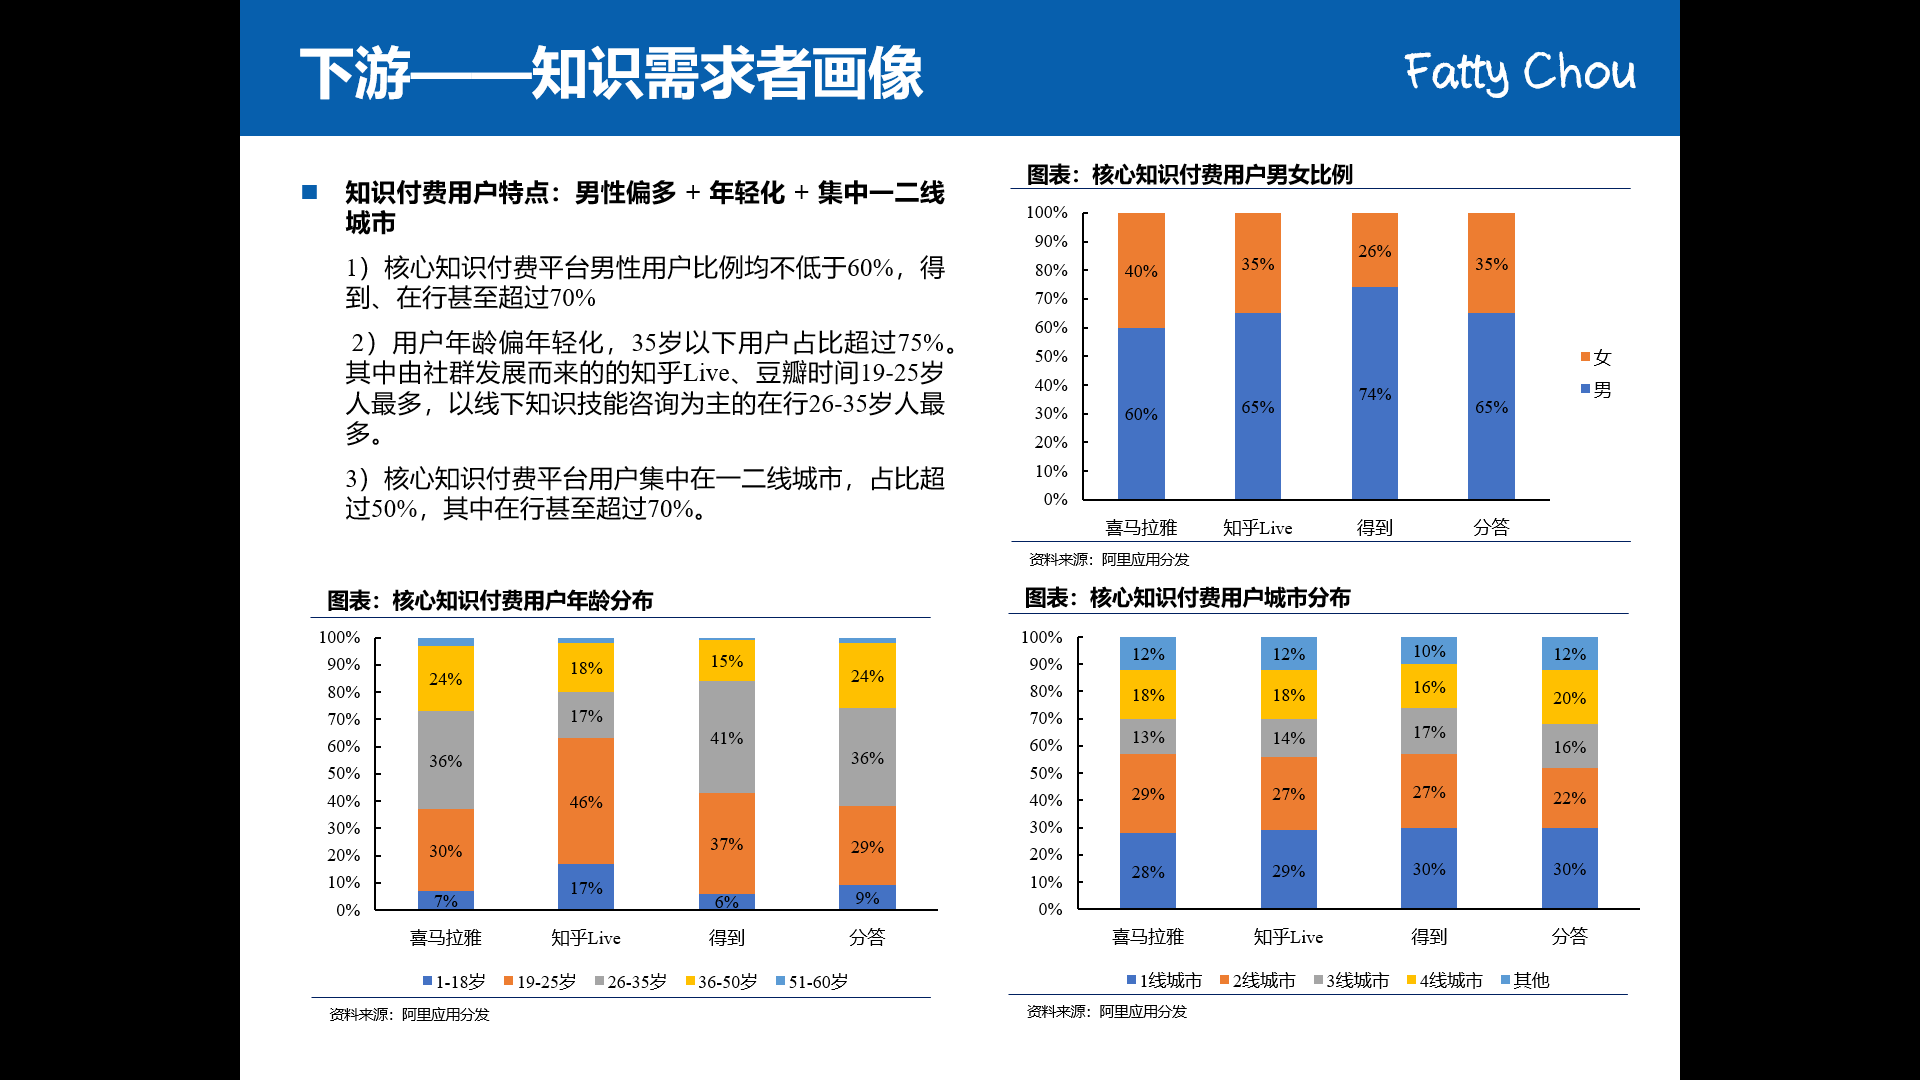 下游——知识需求者画像
Fatty Chou
知识付费用户特点：男性偏多 + 年轻化 + 集中一二线
城市
1）核心知识付费平台男性用户比例均不低于60%，得
到、在行甚至超过70%
2）用户年龄偏年轻化，35岁以下用户占比超过75%。
其中由社群发展而来的的知乎Live、豆瓣时间19-25岁
人最多，以线下知识技能咨询为主的在行26-35岁人最
多。
3）核心知识付费平台用户集中在一二线城市，占比超
过50%，其中在行甚至超过70%。
图表：核心知识付费用户男女比例
100%
90%
80%
70%
60%
50%
40%
30%
20%
10%
0%
40% 35% 26% 35%
60% 65% 74% 65%
女
男
喜马拉雅 知乎Live 得到 分答
资料来源：阿里应用分发
图表：核心知识付费用户年龄分布
100%
90%
80%
70%
60%
50%
40%
30%
20%
10%
0%
24% 18% 15% 24%
36% 17% 41% 36%
30% 46% 37% 29%
7% 17% 6% 9%
喜马拉雅 知乎Live 得到 分答
1-18岁 19-25岁 26-35岁 36-50岁 51-60岁
资料来源：阿里应用分发
图表：核心知识付费用户城市分布
100%
90%
80%
70%
60%
50%
40%
30%
20%
10%
0%
12% 12% 10% 12%
18% 18% 16% 20%
13% 14% 17% 16%
29% 27% 27% 22%
28% 29% 30% 30%
喜马拉雅 知乎Live 得到 分答
1线城市 2线城市 3线城市 4线城市 其他
资料来源：阿里应用分发